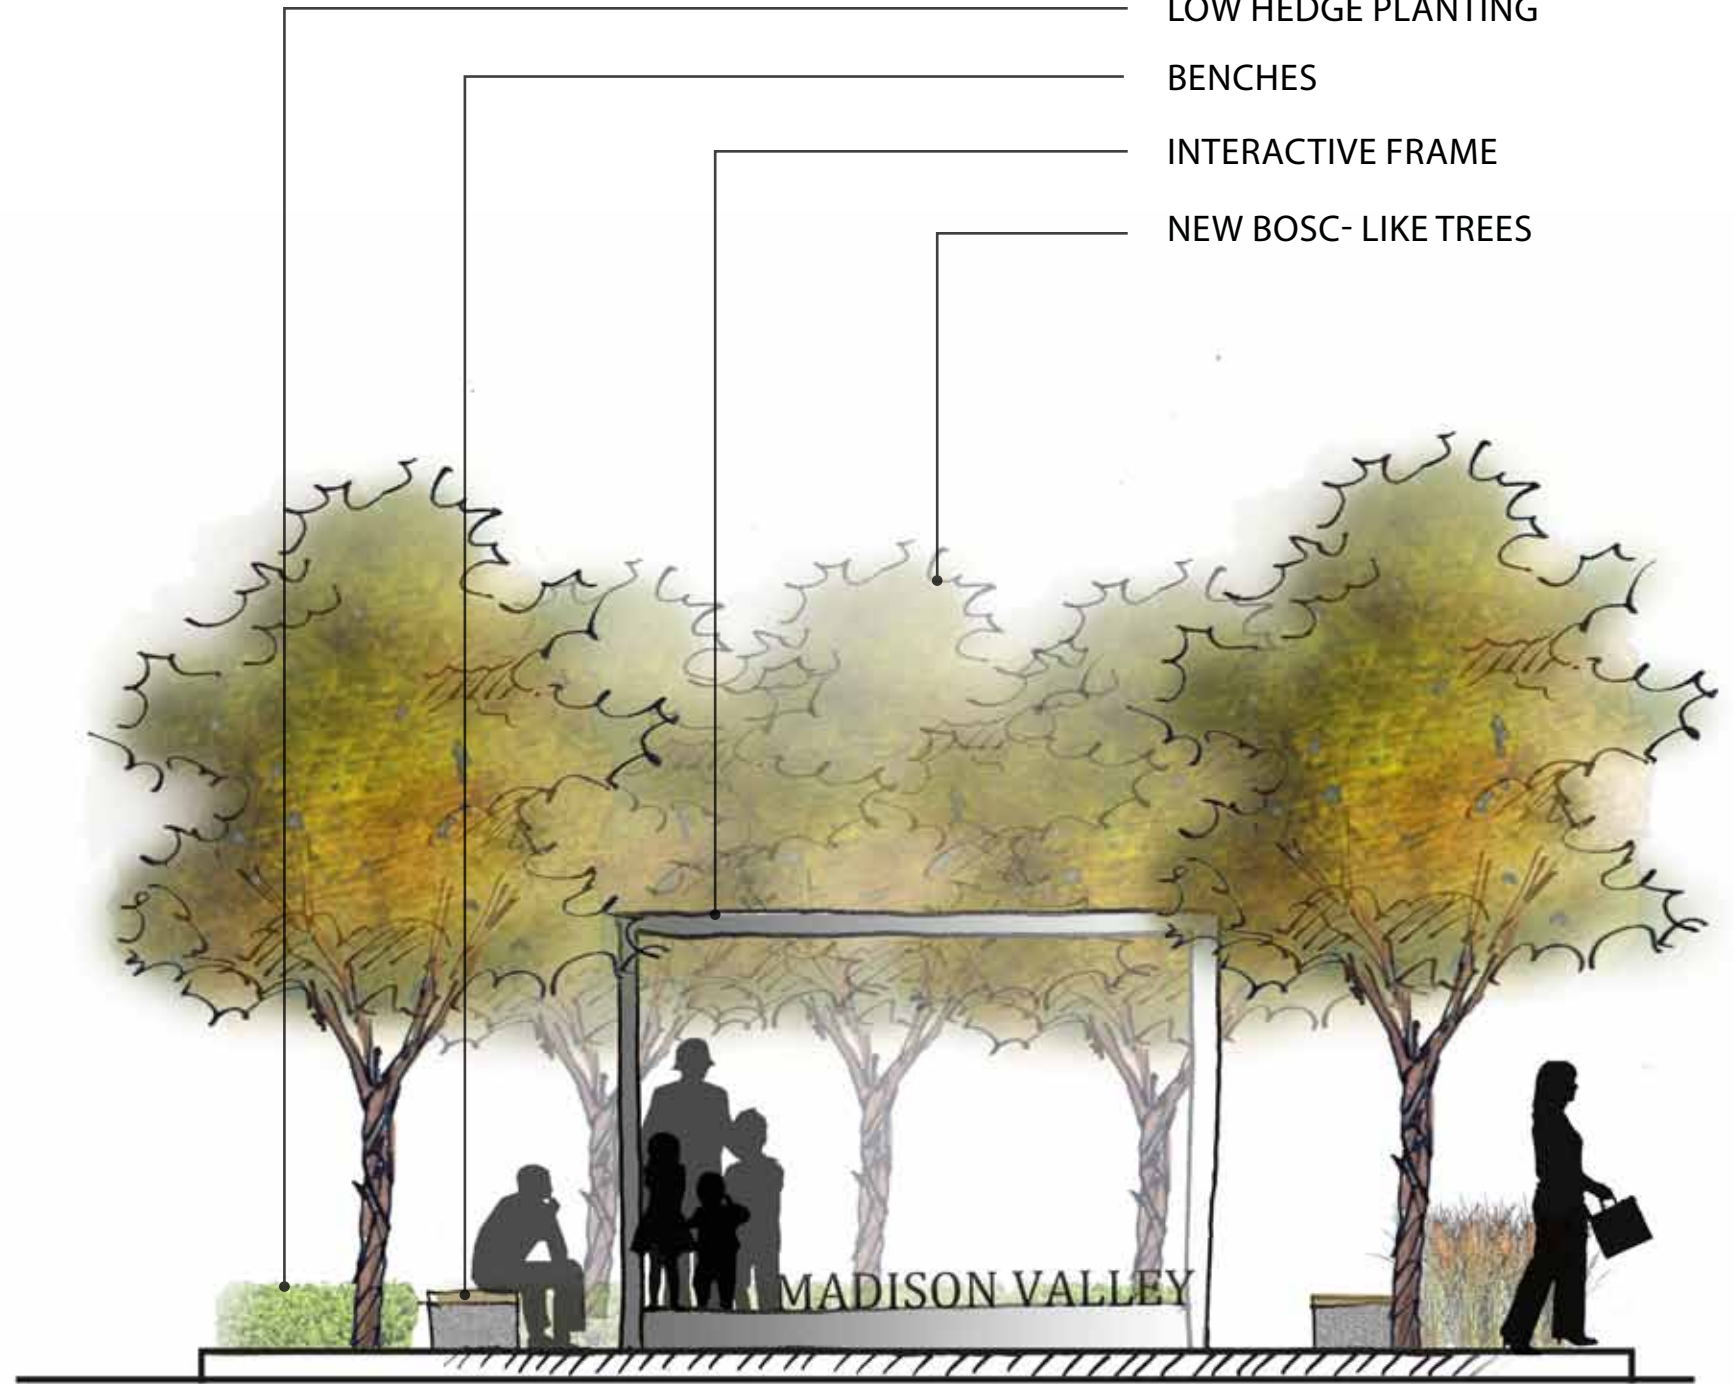 LOW HEDGE PLANTING
BENCHES
INTERACTIVE FRAME
NEW BOSC- LIKE TREES
MADISON VALLEY